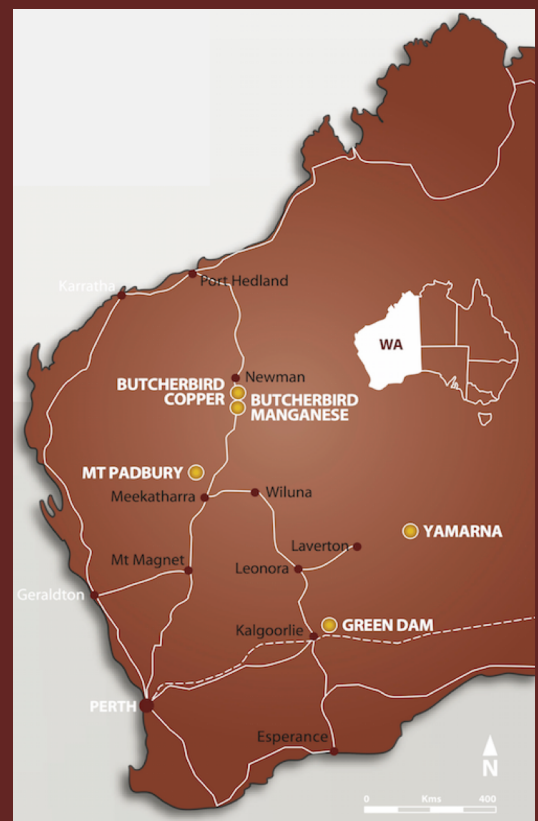 Karratha
Port Hedland
WA
Newman
BUTCHERBIRD
COPPER
BUTCHERBIRD
MANGANESE
MT PADBURY
Meekatharra
Wiluna
YAMARNA
Laverton
Mt Magnet
Leonora
Geraldton
GREEN DAM
Kalgoorlie
PERTH
Esperance
N
0 Kms 400